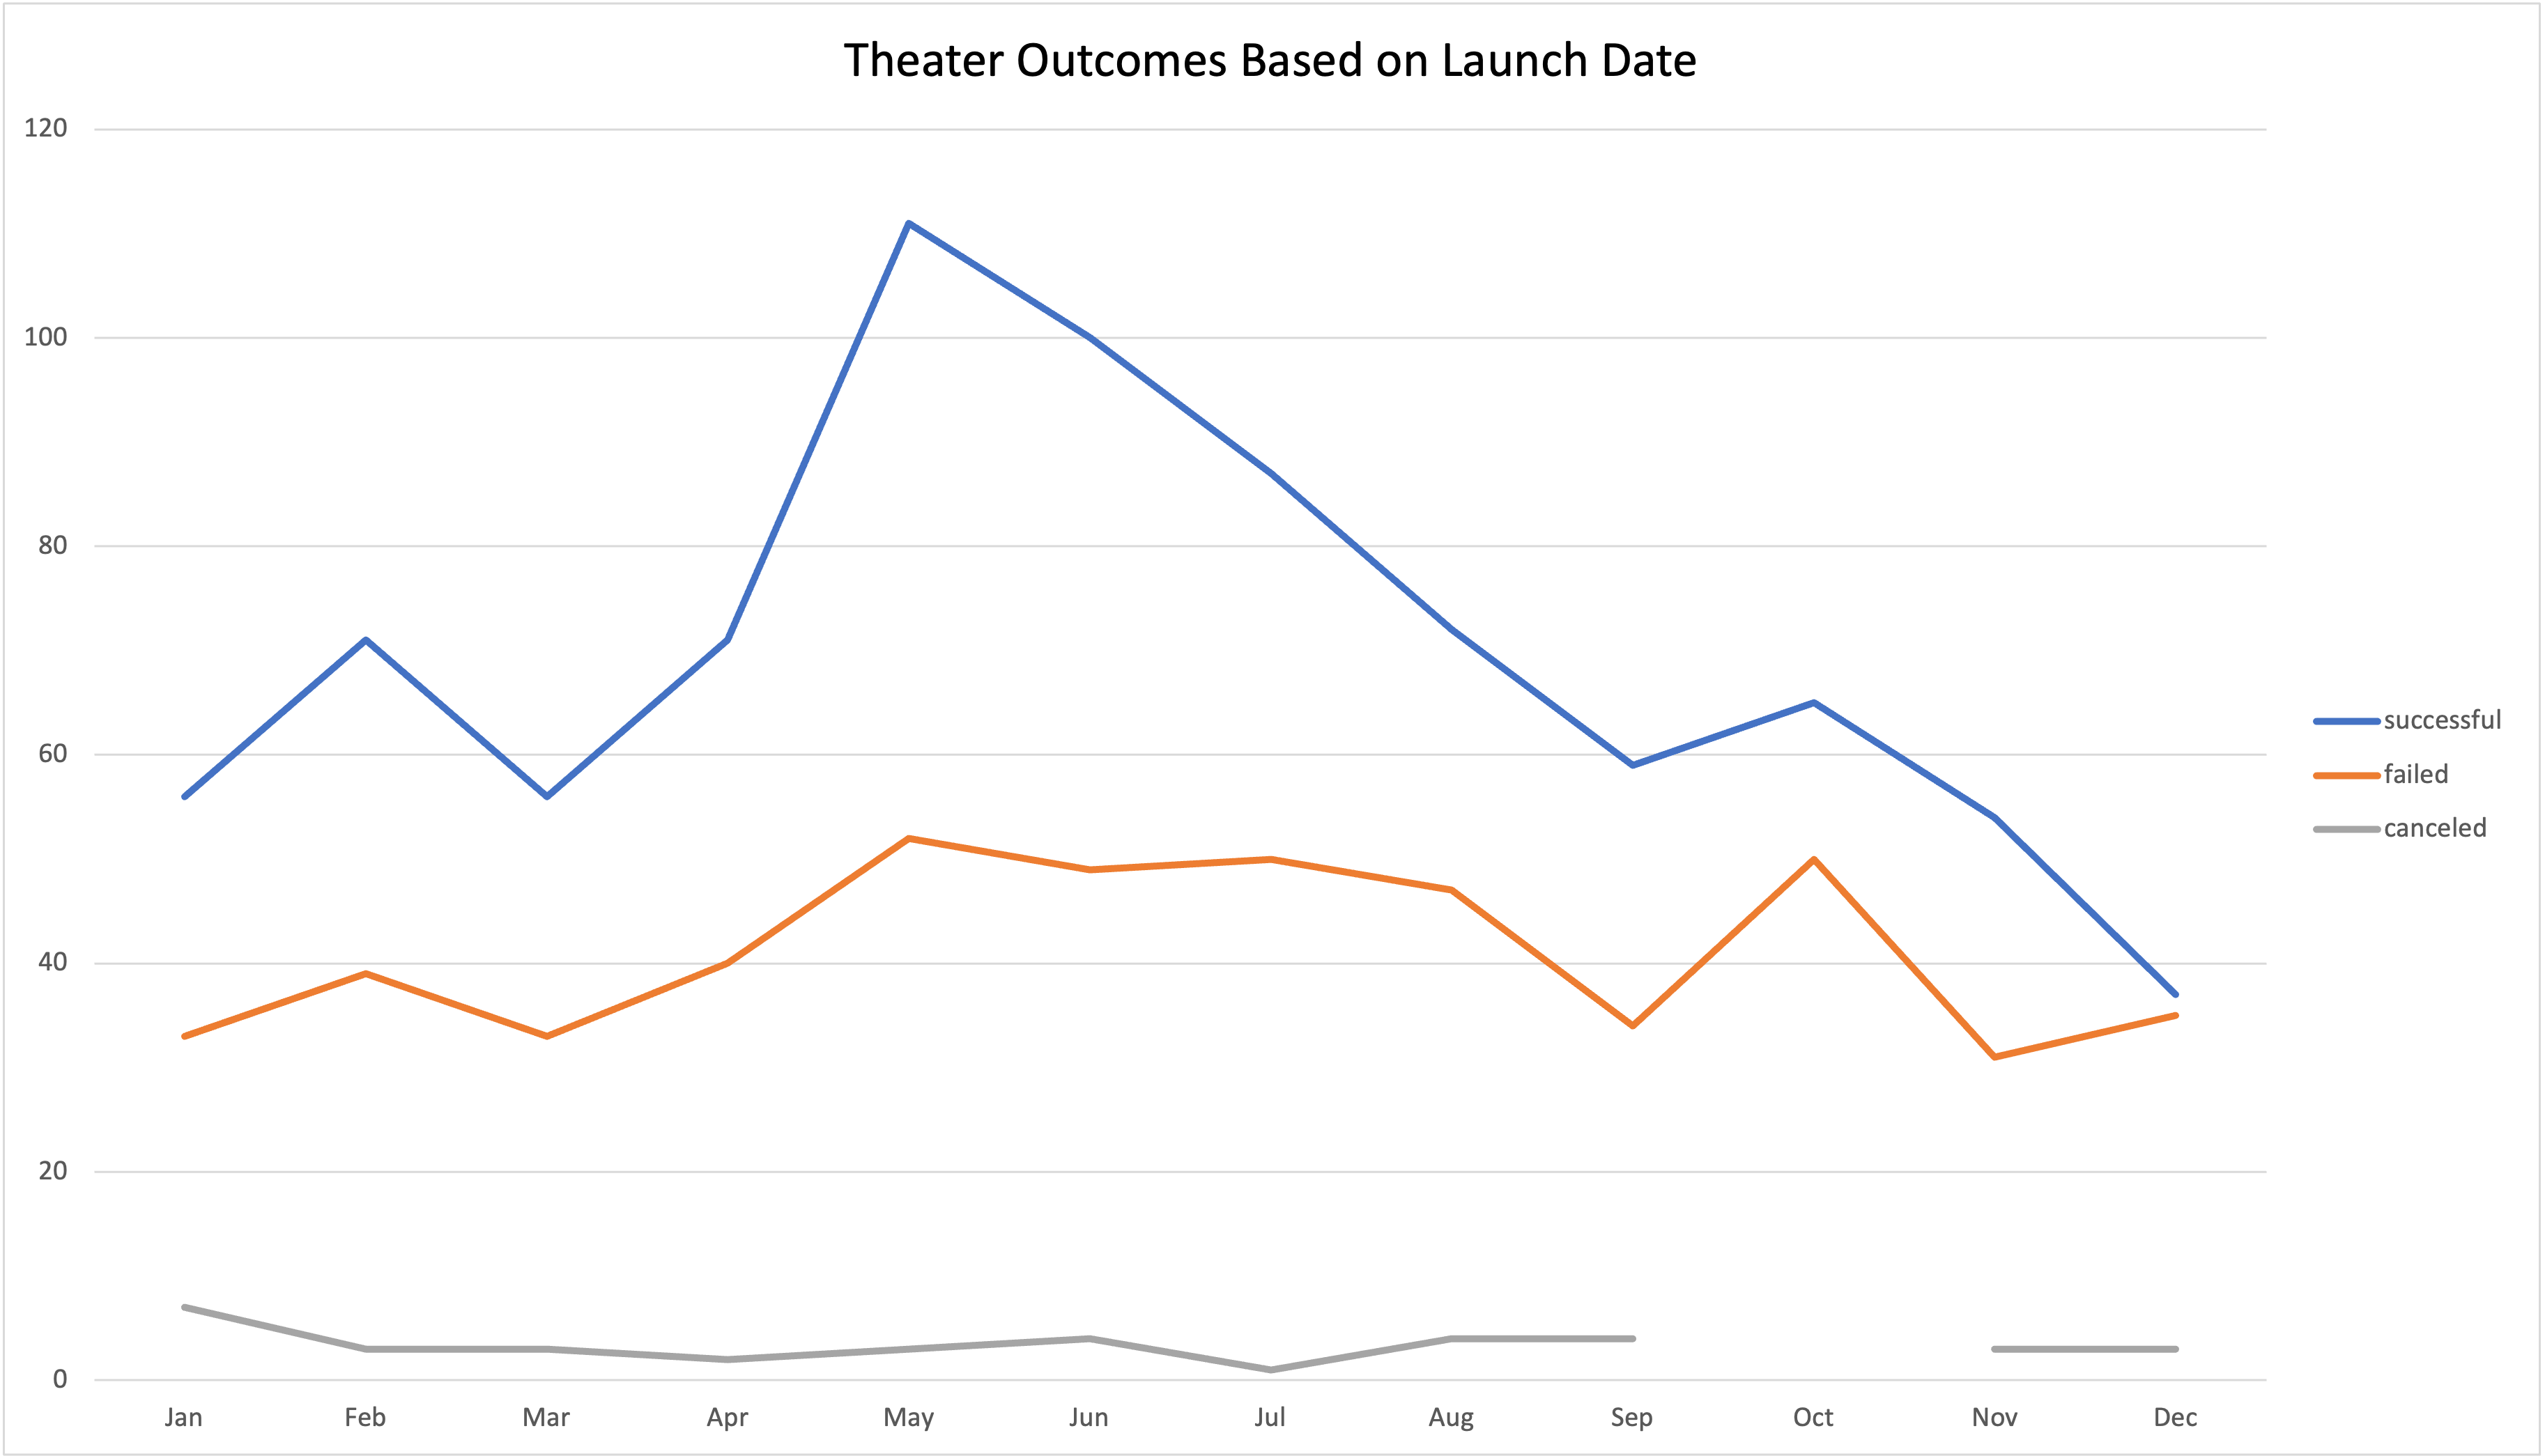 Theater Outcomes Based on Launch Date
120
100
80
60
40
20
0
Jan Feb Mar Apr May Jun Jul Aug Sep Oct Nov Dec
successful
failed
canceled